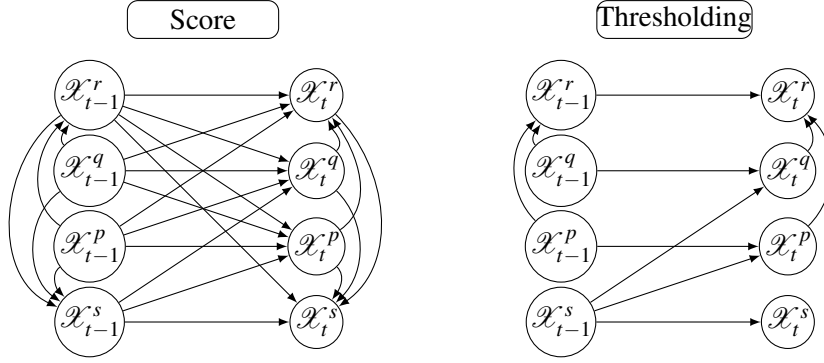 Score Thresholding
𝒳^r_{t−1} 𝒳^r_t 𝒳^r_{t−1} 𝒳^r_t
𝒳^q_{t−1} 𝒳^q_t 𝒳^q_{t−1} 𝒳^q_t
𝒳^p_{t−1} 𝒳^p_t 𝒳^p_{t−1} 𝒳^p_t
𝒳^s_{t−1} 𝒳^s_t 𝒳^s_{t−1} 𝒳^s_t